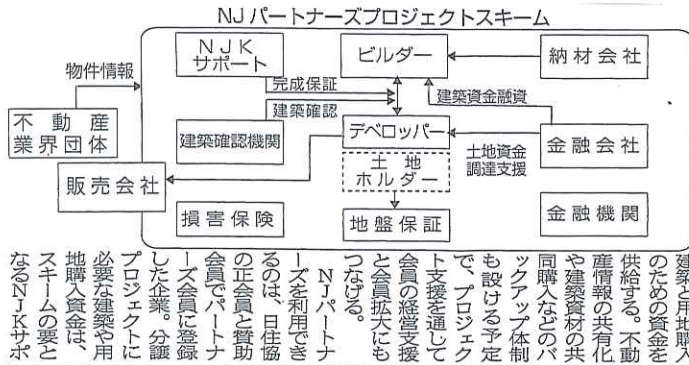 NJパートナーズプロジェクトスキーム
物件情報
不動産
業界団体
販売会社
NJK
サポート
完成保証
建築確認
建築確認機関
損害保険
ビルダー
デベロッパー
土地
ホルダー
地盤保証
納材会社
建築資金融資
土地資金
調達支援
金融会社
金融機関
建築と用地購入
のための資金を
供給する。不動
産情報の共有化
や建築資材の共
同購入などのバ
ックアップ体制
も設ける予定
で、プロジェク
ト支援を通じて
会員の経営支援
と会員拡大にも
つなげる。
NJパートナ
ーズを利用でき
るのは、日住協
の正会員と賛助
会員でパートナ
ーズ会員に登録
した企業。分譲
プロジェクトに
必要な建築や用
地購入資金は、
スキームの要と
なるNJKサポ